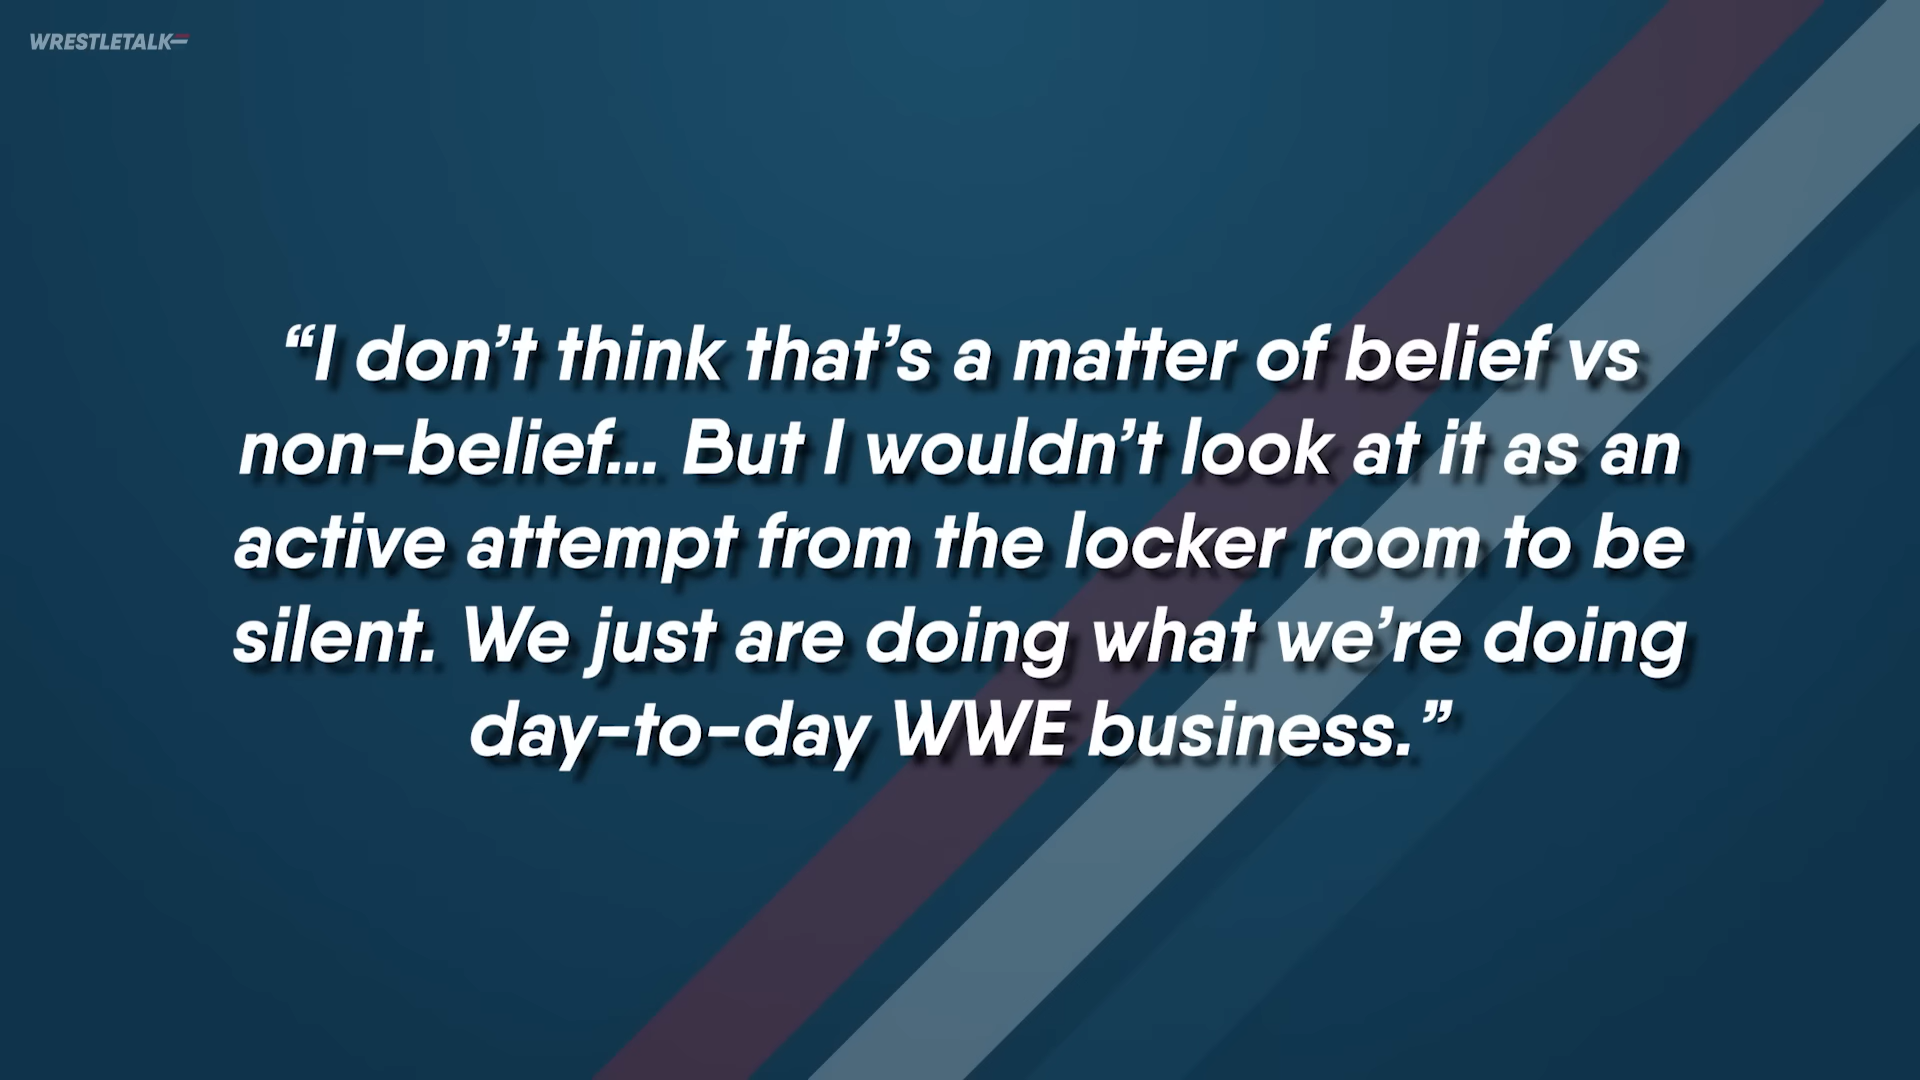 WRESTLETALK
“I don’t think that’s a matter of belief vs
non-belief... But I wouldn’t look at it as an
active attempt from the locker room to be
silent. We just are doing what we’re doing
day-to-day WWE business.”